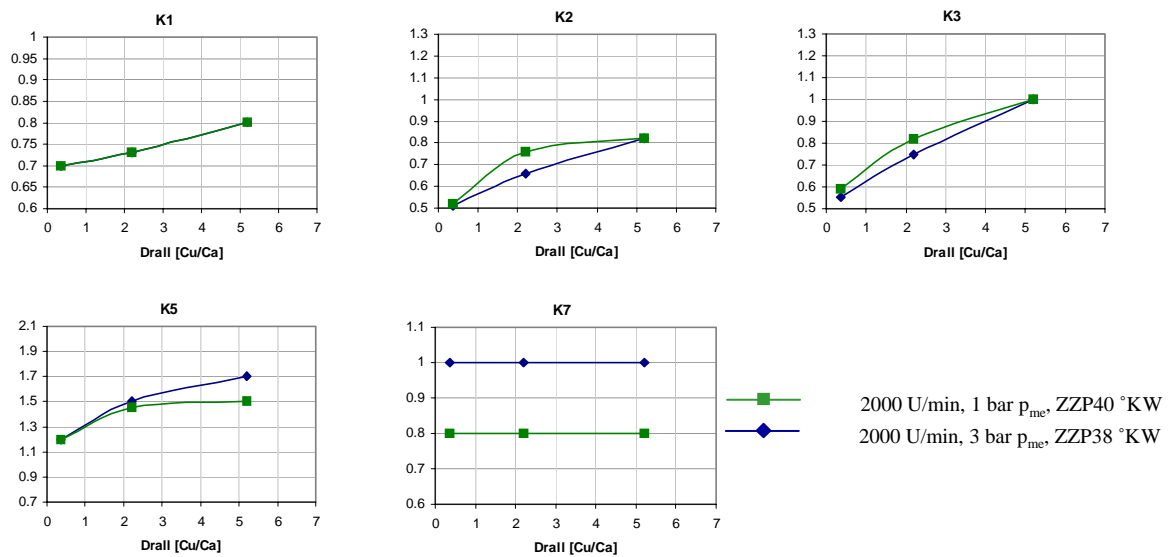 K1
1
0.95
0.9
0.85
0.8
0.75
0.7
0.65
0.6
0 1 2 3 4 5 6 7
Drall [Cu/Ca]
K2
1.3
1.2
1.1
1
0.9
0.8
0.7
0.6
0.5
0 1 2 3 4 5 6 7
Drall [Cu/Ca]
K3
1.3
1.2
1.1
1
0.9
0.8
0.7
0.6
0.5
0 1 2 3 4 5 6 7
Drall [Cu/Ca]
K5
2.1
1.9
1.7
1.5
1.3
1.1
0.9
0.7
0 1 2 3 4 5 6 7
Drall [Cu/Ca]
K7
1.1
1
0.9
0.8
0.7
0.6
0 1 2 3 4 5 6 7
Drall [Cu/Ca]
2000 U/min, 1 bar pme, ZZP40 °KW
2000 U/min, 3 bar pme, ZZP38 °KW